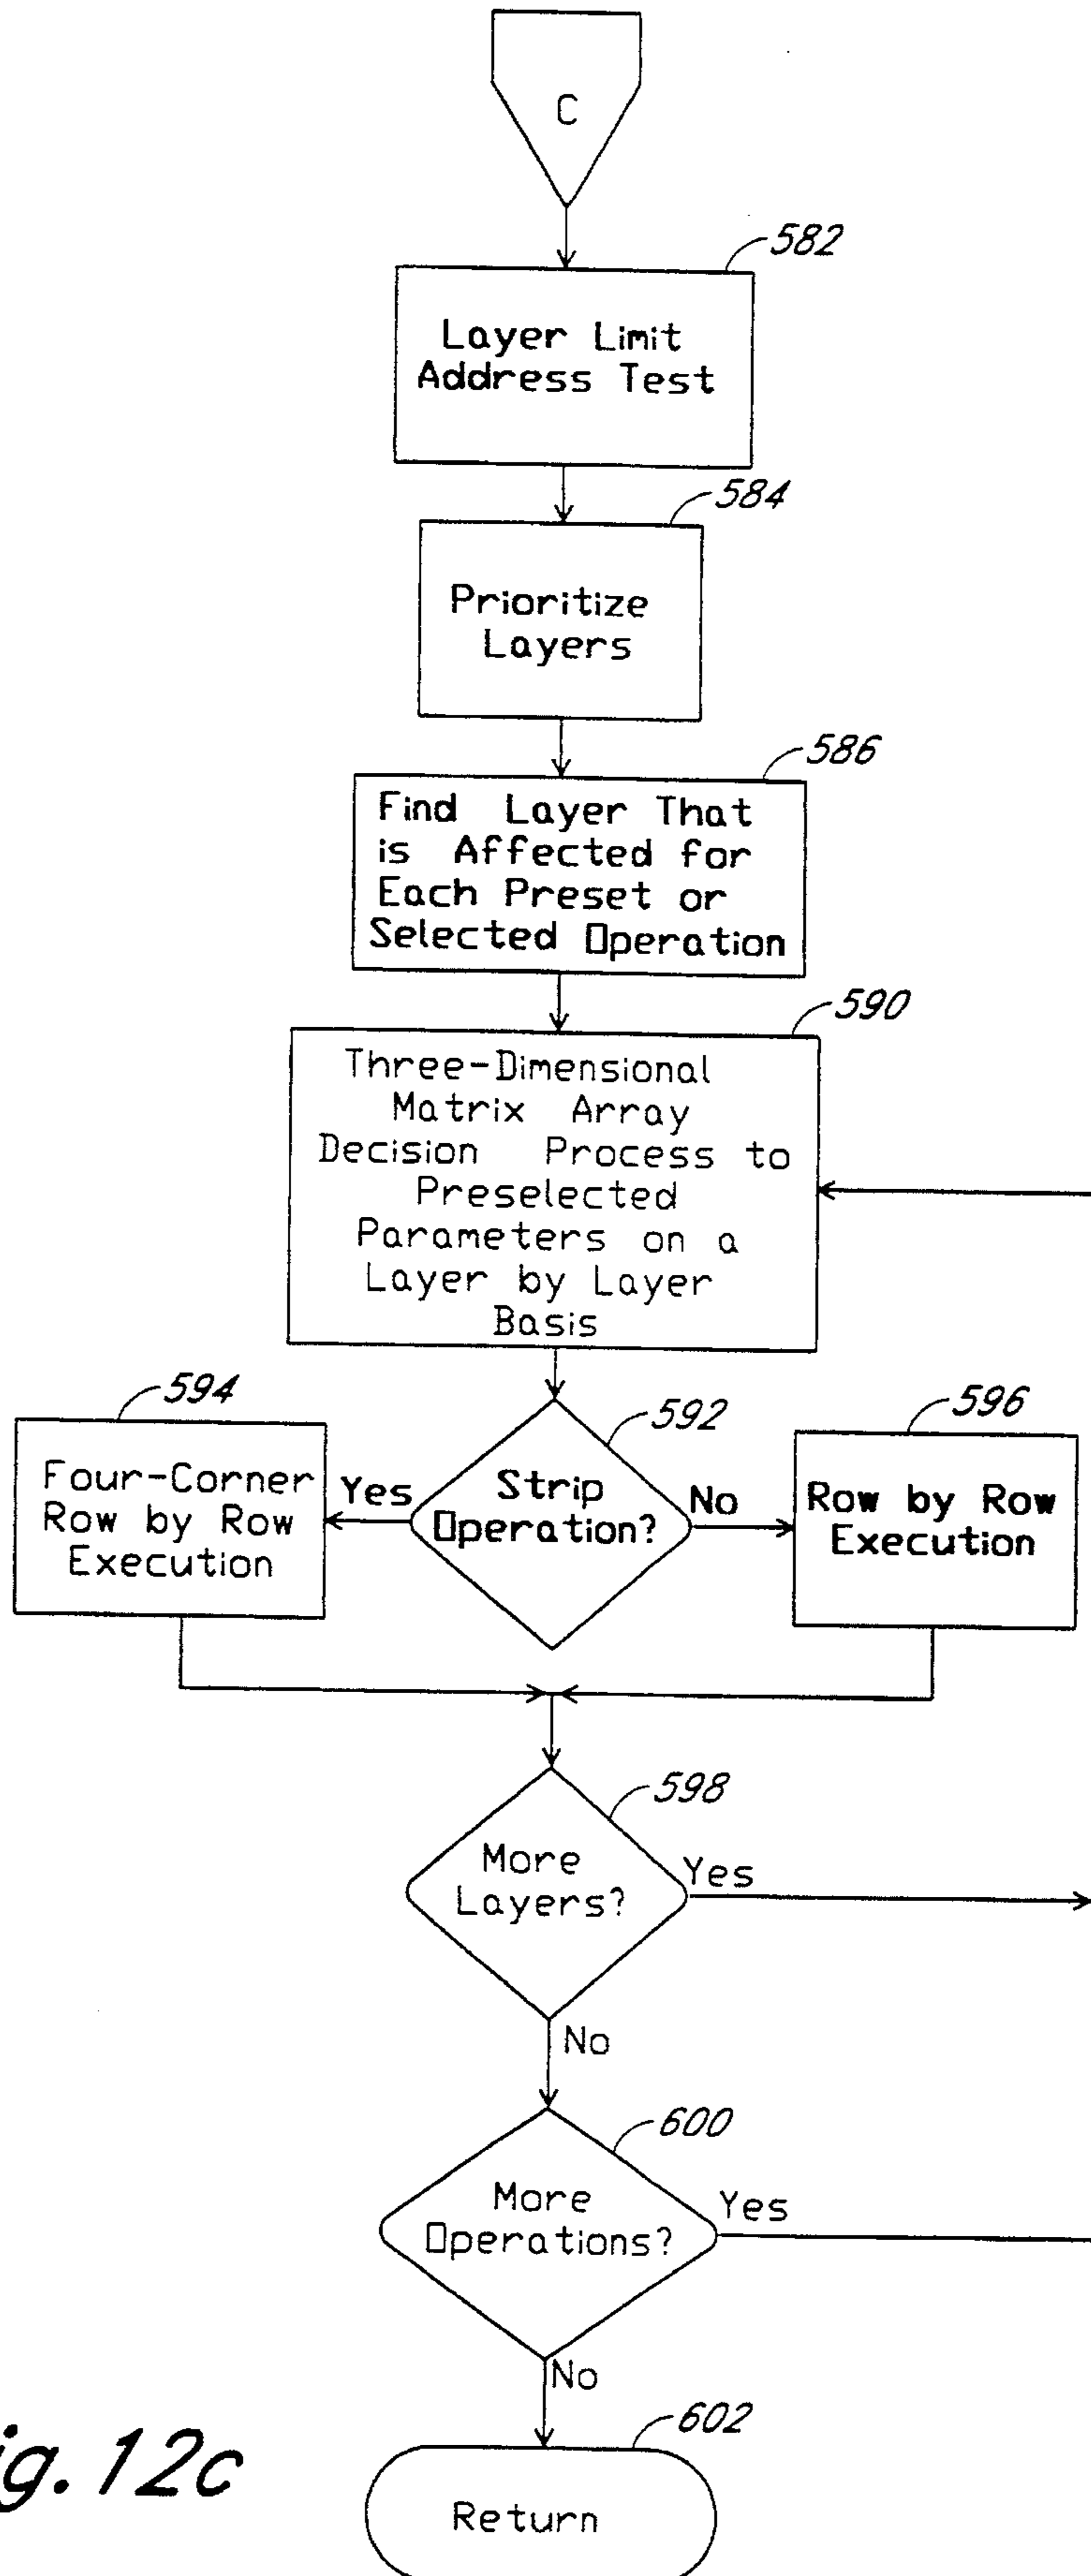 C
582
Layer Limit
Address Test
584
Prioritize
Layers
586
Find Layer That
is Affected for
Each Preset or
Selected Operation
590
Three-Dimensional
Matrix Array
Decision Process to
Preselected
Parameters on a
Layer by Layer
Basis
594
Four-Corner
Row by Row
Execution
Yes
592
Strip
Operation?
No
596
Row by Row
Execution
598
More
Layers?
Yes
No
600
More
Operations?
Yes
No
602
Return
ig. 12c